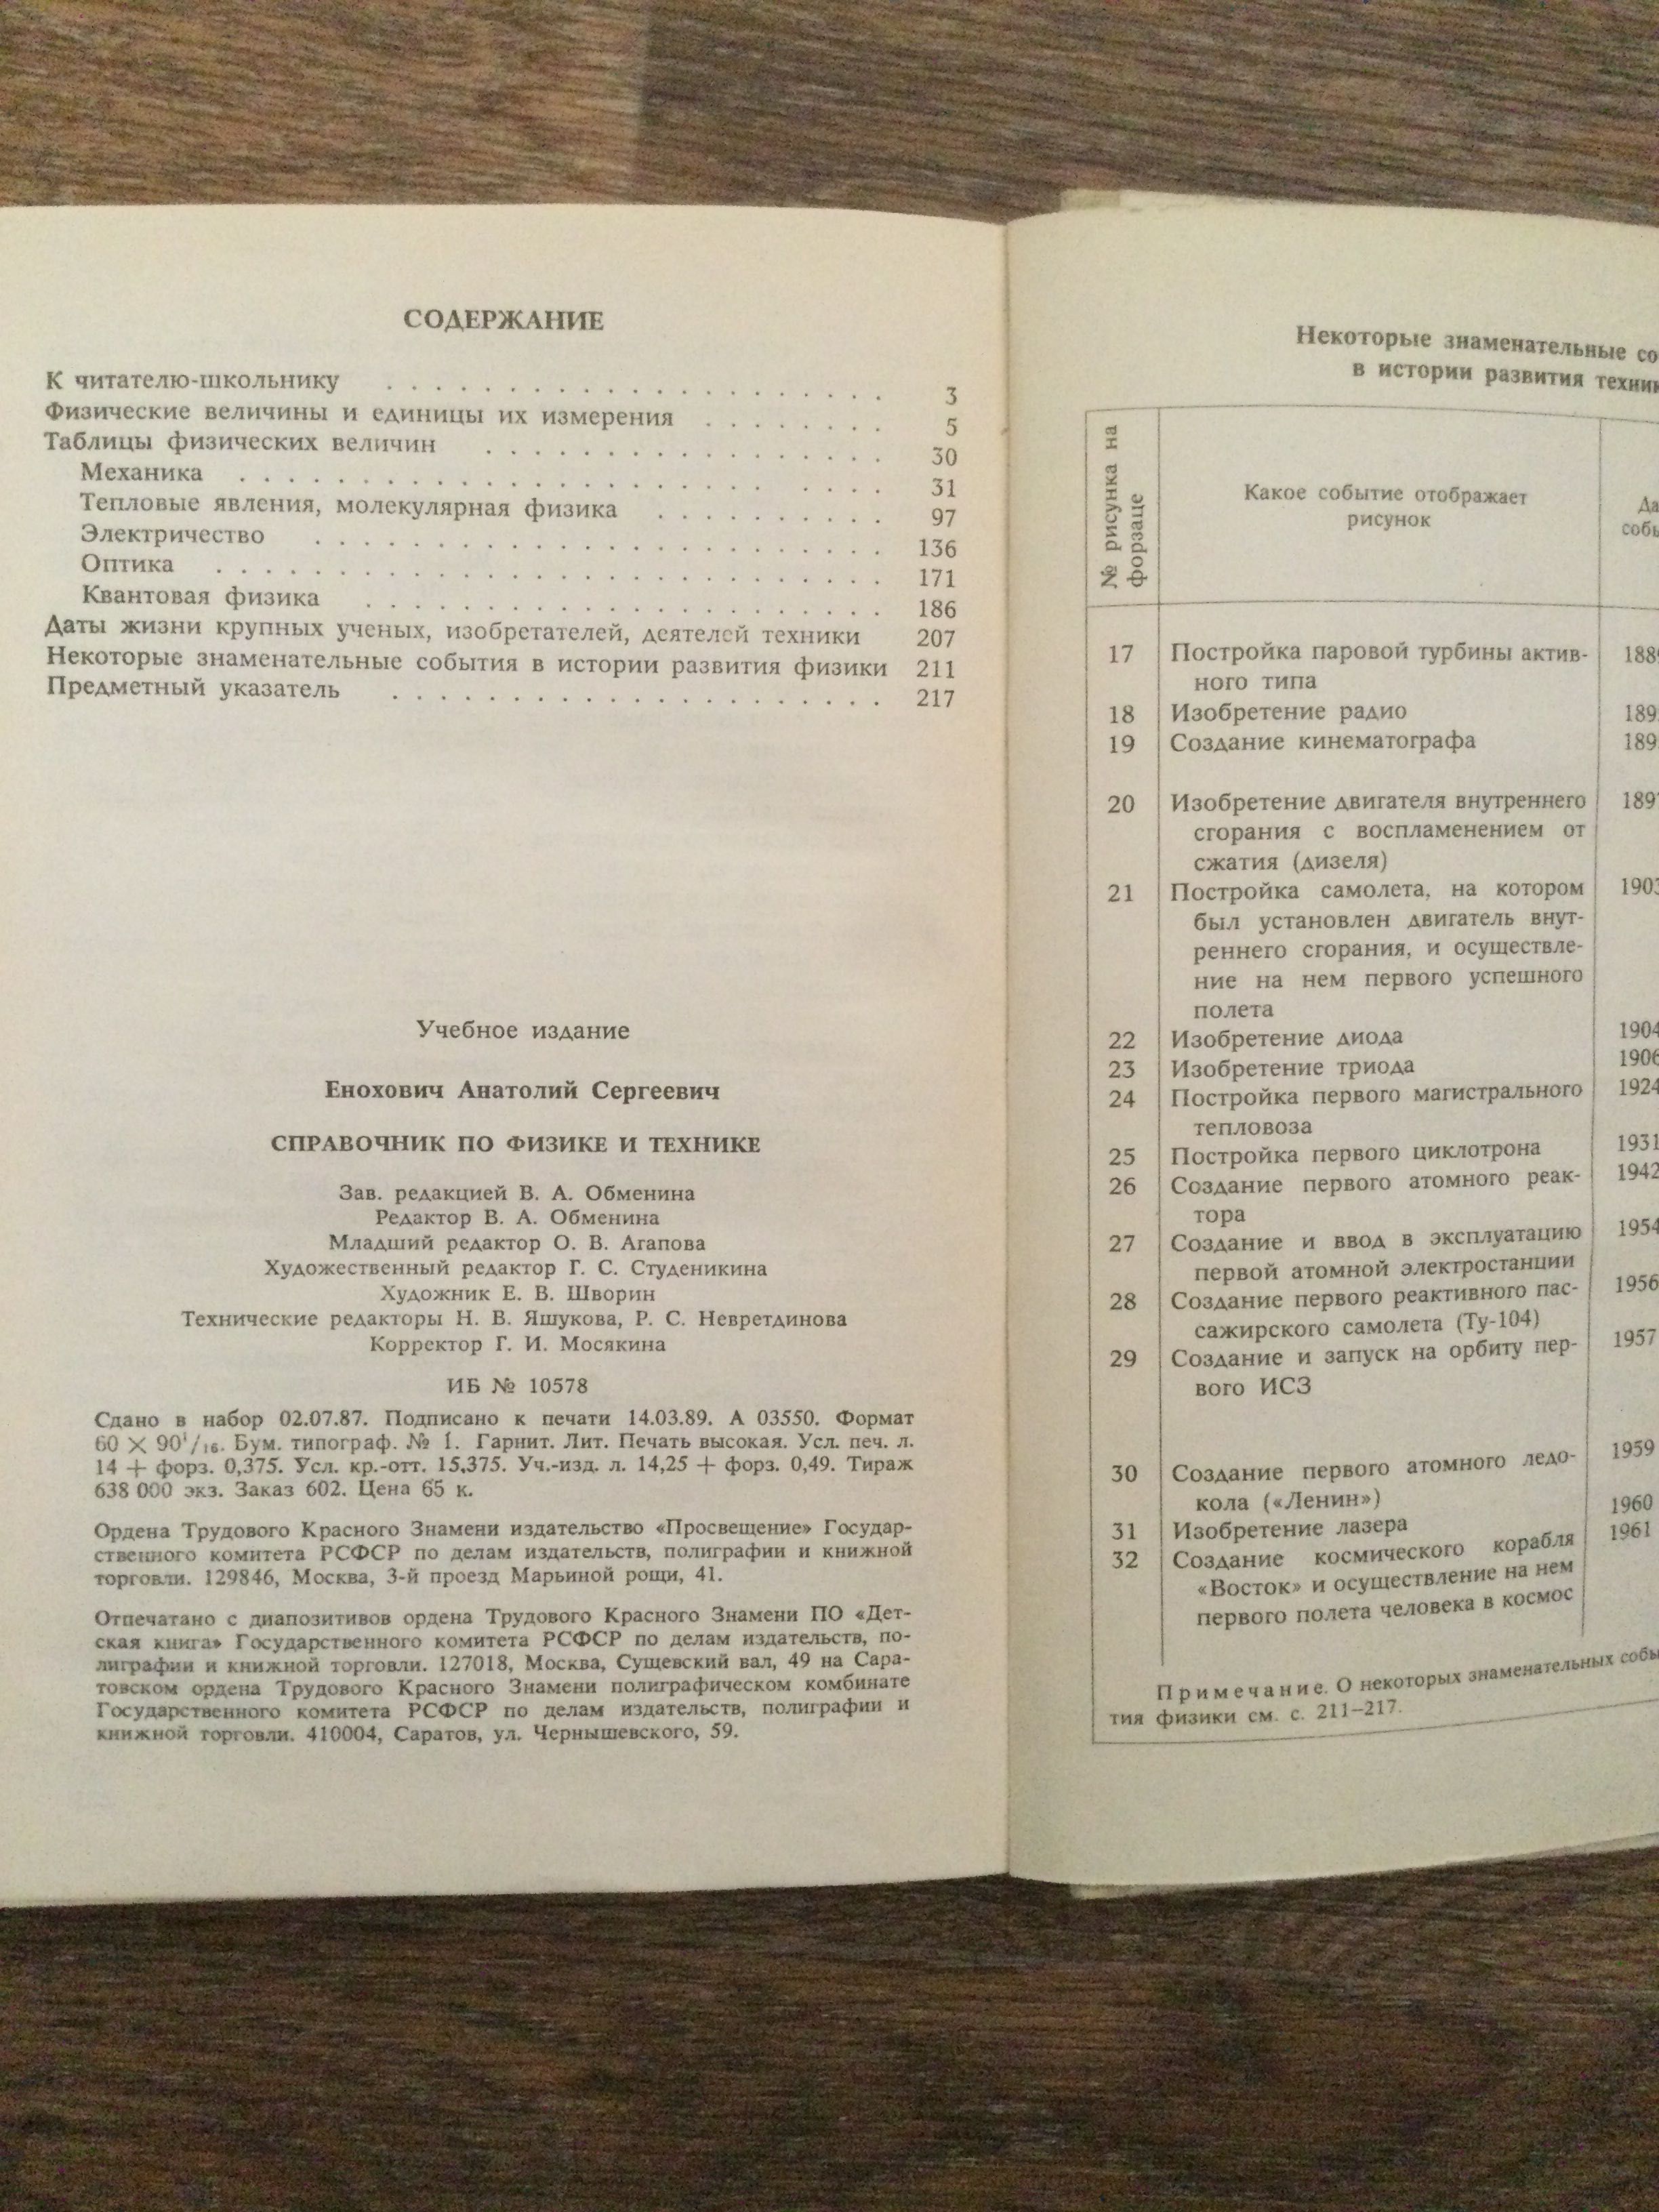 СОДЕРЖАНИЕ
К читателю-школьнику . . . . . . . . . . . . . . . . . . 3
Физические величины и единицы их измерения . . . . . . . . 5
Таблицы физических величин . . . . . . . . . . . . . . . . . 30
Механика . . . . . . . . . . . . . . . . . . . . 31
Тепловые явления, молекулярная физика . . . . . . . . . . 97
Электричество . . . . . . . . . . . . . . . . . . . . 136
Оптика . . . . . . . . . . . . . . . . . . . . . . . . 171
Квантовая физика . . . . . . . . . . . . . . . . . . . 186
Даты жизни крупных ученых, изобретателей, деятелей техники 207
Некоторые знаменательные события в истории развития физики 211
Предметный указатель . . . . . . . . . . . . . . . . . . 217
Учебное издание
Енохович Анатолий Сергеевич
СПРАВОЧНИК ПО ФИЗИКЕ И ТЕХНИКЕ
Зав. редакцией В. А. Обменина
Редактор В. А. Обменина
Младший редактор О. В. Агапова
Художественный редактор Г. С. Студеникина
Художник Е. В. Шворин
Технические редакторы Н. В. Яшукова, Р. С. Невретдинова
Корректор Г. И. Мосякина
ИБ № 10578
Сдано в набор 02.07.87. Подписано к печати 14.03.89. А 03550. Формат
60 × 90¹/₁₆. Бум. типограф. № 1. Гарнит. Лит. Печать высокая. Усл. печ. л.
14 + форз. 0,375. Усл. кр.-отт. 15,375. Уч.-изд. л. 14,25 + форз. 0,49. Тираж
638 000 экз. Заказ 602. Цена 65 к.
Ордена Трудового Красного Знамени издательство «Просвещение» Государ-
ственного комитета РСФСР по делам издательств, полиграфии и книжной
торговли. 129846, Москва, 3-й проезд Марьиной рощи, 41.
Отпечатано с диапозитивов ордена Трудового Красного Знамени ПО «Дет-
ская книга» Государственного комитета РСФСР по делам издательств, по-
лиграфии и книжной торговли. 127018, Москва, Сущевский вал, 49 на Сара-
товском ордена Трудового Красного Знамени полиграфическом комбинате
Государственного комитета РСФСР по делам издательств, полиграфии и
книжной торговли. 410004, Саратов, ул. Чернышевского, 59.
Некоторые знаменательные
в истории развития
№ рисунка на
форзаце
Какое событие отображает
рисунок
17 Постройка паровой турбины актив-
ного типа
18 Изобретение радио
19 Создание кинематографа
20 Изобретение двигателя внутреннего
сгорания с воспламенением от
сжатия (дизеля)
21 Постройка самолета, на котором 1903
был установлен двигатель внут-
реннего сгорания, и осуществле-
ние на нем первого успешного
полета
22 Изобретение диода 1904
23 Изобретение триода 1906
24 Постройка первого магистрального 1924
тепловоза
25 Постройка первого циклотрона 1931
26 Создание первого атомного реак- 1942
тора
27 Создание и ввод в эксплуатацию 1954
первой атомной электростанции
28 Создание первого реактивного пас- 1956
сажирского самолета (Ту-104)
29 Создание и запуск на орбиту пер- 1957
вого ИСЗ
30 Создание первого атомного ледо- 1959
кола («Ленин»)
31 Изобретение лазера 1960
32 Создание космического корабля 1961
«Восток» и осуществление на нем
первого полета человека в космос
Примечание. О некоторых знаменательных
тия физики см. с. 211–217.